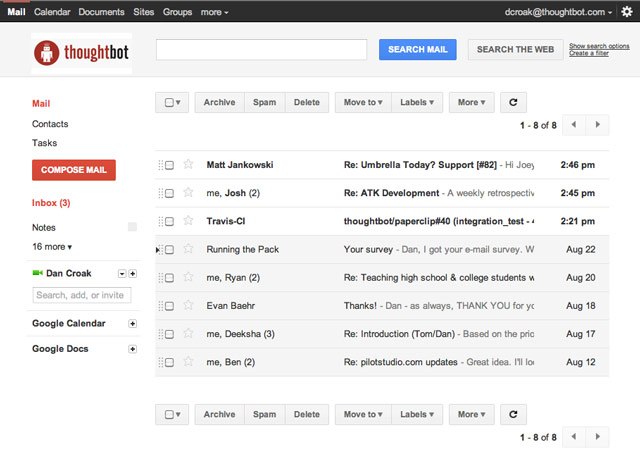 Mail Calendar Documents Sites Groups more dcroak@thoughtbot.com
thoughtbot SEARCH MAIL SEARCH THE WEB Show search options
Create a filter
Mail
Contacts
Tasks
COMPOSE MAIL
Inbox (3)
Notes
16 more
Dan Croak
Search, add, or invite
Google Calendar
Google Docs
Archive Spam Delete Move to Labels More
1 - 8 of 8
Matt Jankowski Re: Umbrella Today? Support [#82] - Hi Joey 2:46 pm
me, Josh (2) Re: ATK Development - A weekly retrospectiv 2:45 pm
Travis-CI thoughtbot/paperclip#40 (integration_test - 4 2:21 pm
Running the Pack Your survey - Dan, I got your e-mail survey. W Aug 22
me, Ryan (2) Re: Teaching high school & college students w Aug 20
Evan Baehr Thanks! - Dan - as always, THANK YOU for yo Aug 18
me, Deeksha (3) Re: Introduction (Tom/Dan) - Based on the pric Aug 17
me, Ben (2) Re: pilotstudio.com updates - Great idea. I'll loo Aug 12
Archive Spam Delete Move to Labels More
1 - 8 of 8